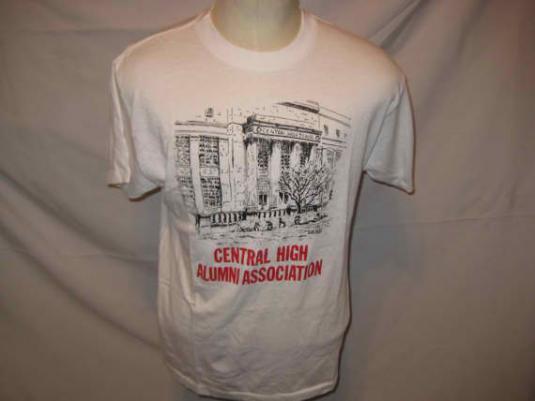 CENTRAL HIGH
ALUMNI ASSOCIATION